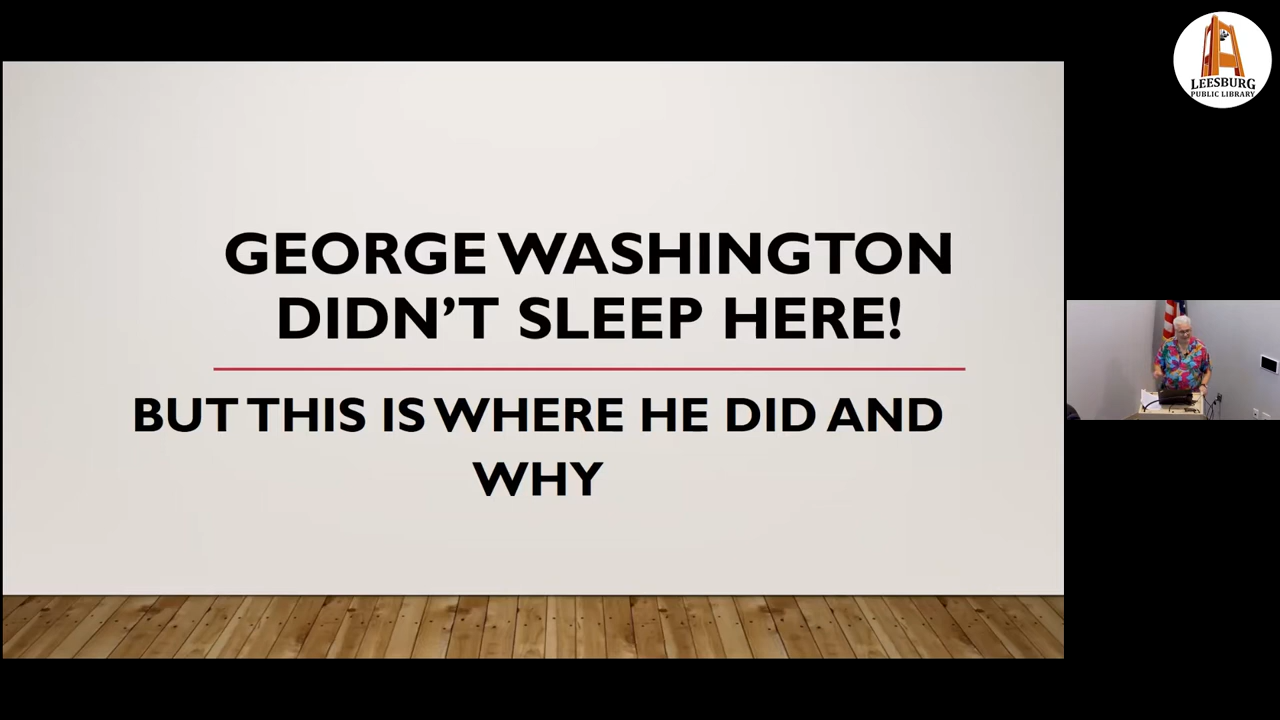 GEORGE WASHINGTON
DIDN'T SLEEP HERE!
BUT THIS IS WHERE HE DID AND
WHY
LEESBURG
PUBLIC LIBRARY